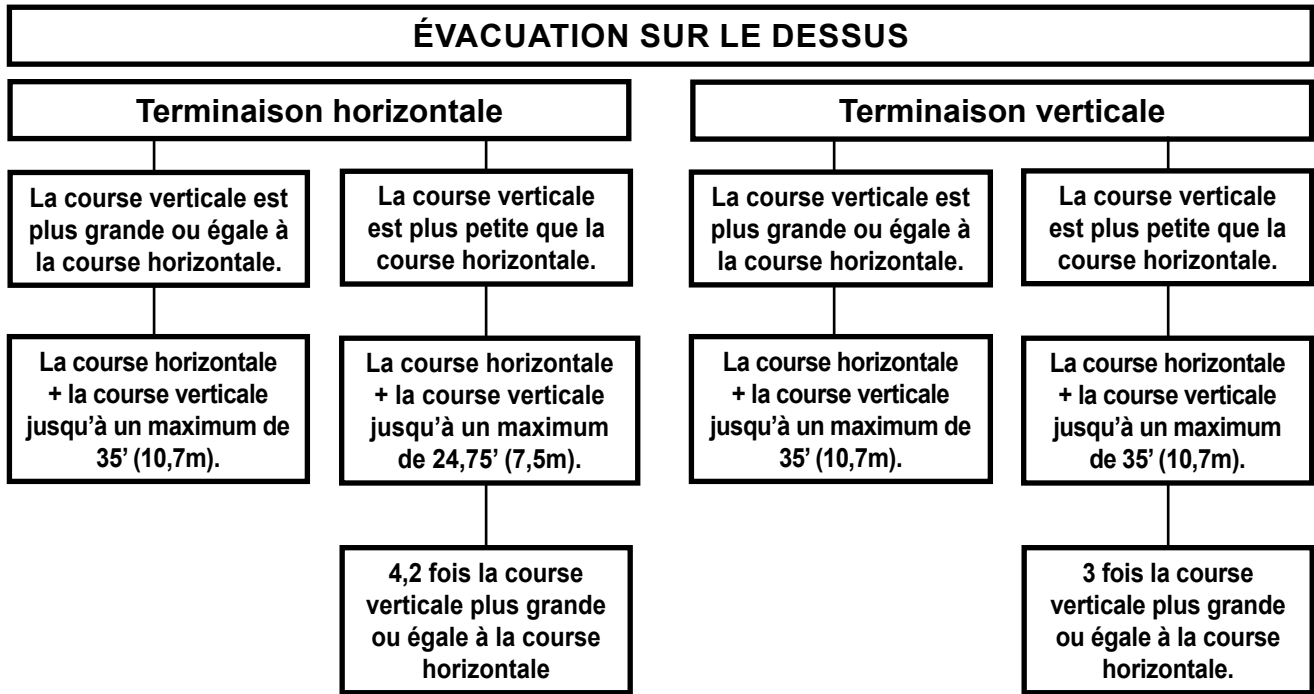 ÉVACUATION SUR LE DESSUS
Terminaison horizontale
La course verticale est
plus grande ou égale à
la course horizontale.
La course horizontale
+ la course verticale
jusqu’à un maximum de
35’ (10,7m).
La course verticale
est plus petite que la
course horizontale.
La course horizontale
+ la course verticale
jusqu’à un maximum
de 24,75’ (7,5m).
4,2 fois la course
verticale plus grande
ou égale à la course
horizontale
Terminaison verticale
La course verticale est
plus grande ou égale à
la course horizontale.
La course horizontale
+ la course verticale
jusqu’à un maximum de
35’ (10,7m).
La course verticale
est plus petite que la
course horizontale.
La course horizontale
+ la course verticale
jusqu’à un maximum
de 35’ (10,7m).
3 fois la course
verticale plus grande
ou égale à la course
horizontale.